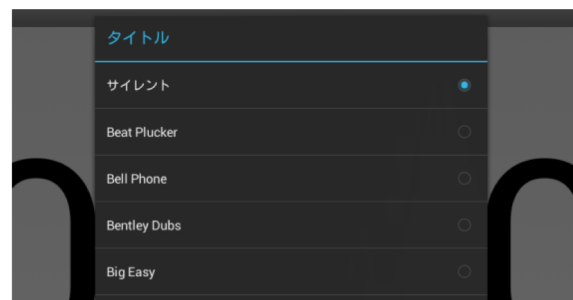 タイトル
サイレント
Beat Plucker
Bell Phone
Bentley Dubs
Big Easy